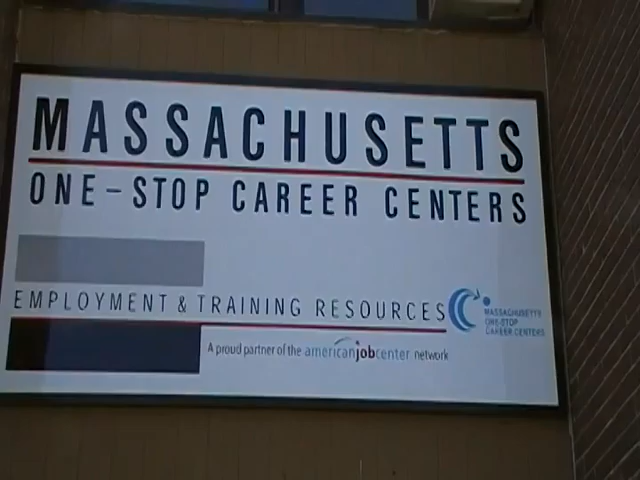 MASSACHUSETTS
ONE-STOP CAREER CENTERS
EMPLOYMENT & TRAINING RESOURCES
MASSACHUSETTS
ONE-STOP
CAREER CENTERS
A proud partner of the americanjobcenter network